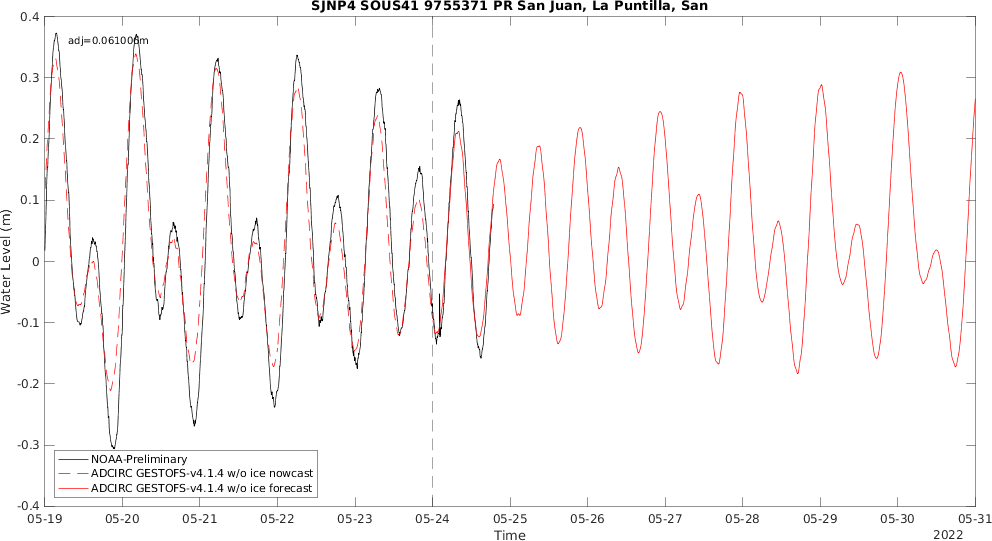 SJNP4 SOUS41 9755371 PR San Juan, La Puntilla, San
0.4
adj=0.061006m
0.3
0.2
0.1
0
-0.1
-0.2
-0.3
-0.4
Water Level (m)
NOAA-Preliminary
ADCIRC GESTOFS-v4.1.4 w/o ice nowcast
ADCIRC GESTOFS-v4.1.4 w/o ice forecast
05-19 05-20 05-21 05-22 05-23 05-24 05-25 05-26 05-27 05-28 05-29 05-30 05-31
Time
2022